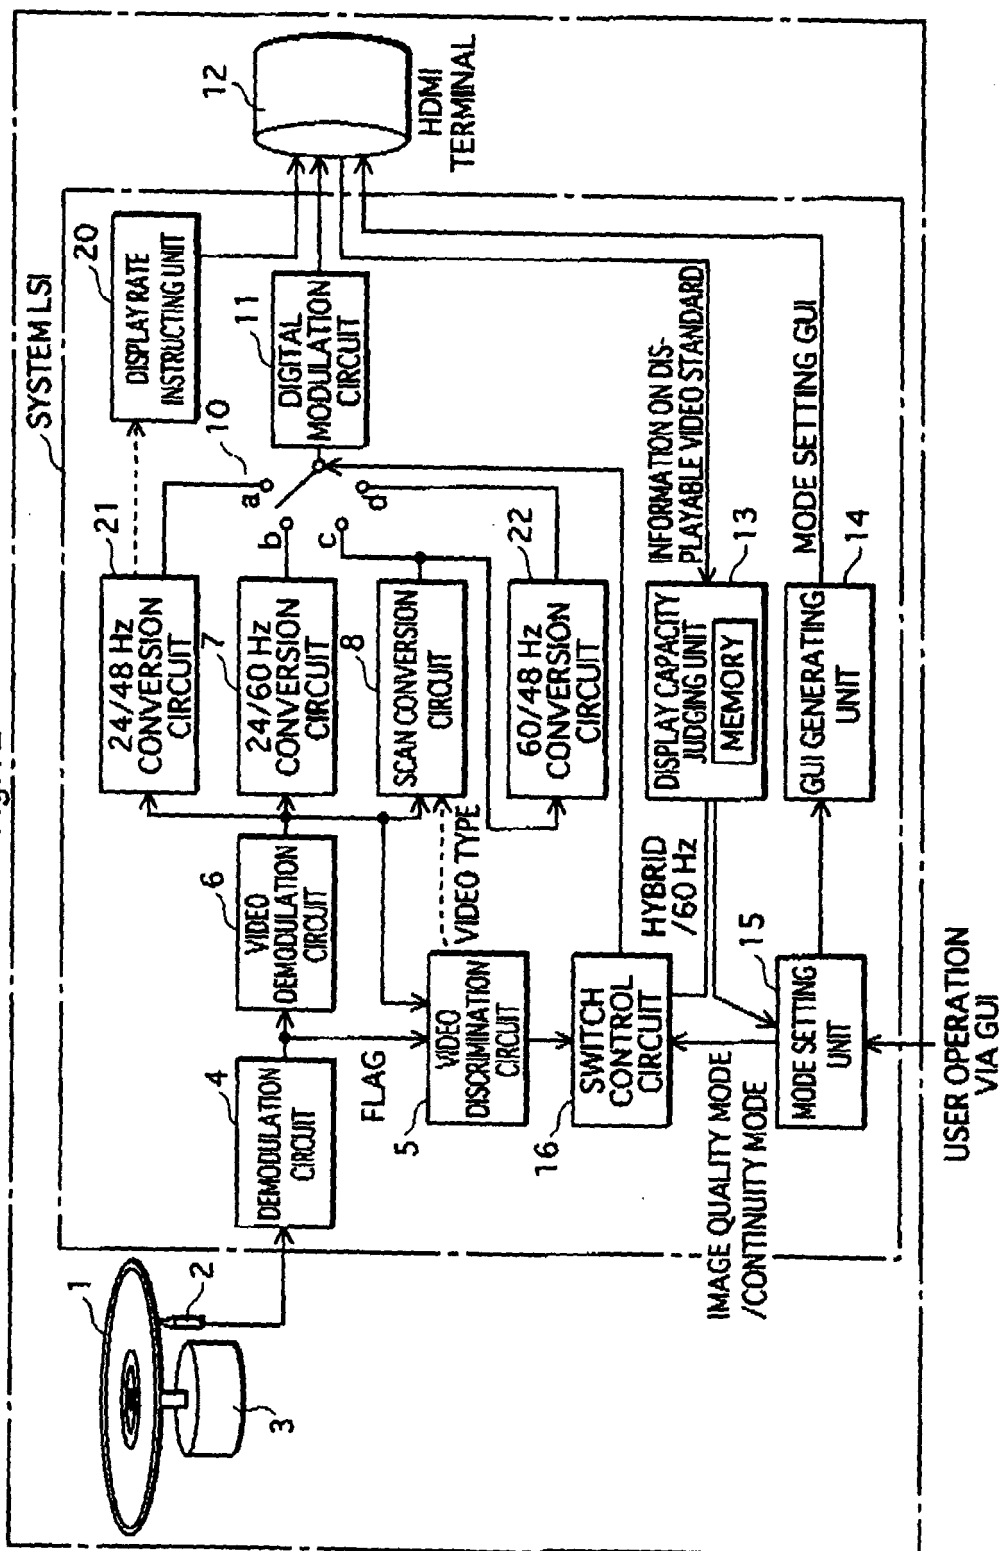 SYSTEM LSI
1
2
3
4
DEMODULATION
CIRCUIT
6
VIDEO
DEMODULATION
CIRCUIT
FLAG
5
VIDEO
DISCRIMINATION
CIRCUIT
VIDEO TYPE
21
24/48 Hz
CONVERSION
CIRCUIT
7
24/60 Hz
CONVERSION
CIRCUIT
8
SCAN CONVERSION
CIRCUIT
22
60/48 Hz
CONVERSION
CIRCUIT
20
DISPLAY RATE
INSTRUCTING UNIT
10
a
b
c
d
11
DIGITAL
MODULATION
CIRCUIT
12
HDMI
TERMINAL
16
SWITCH
CONTROL
CIRCUIT
HYBRID
/60 Hz
INFORMATION ON DIS-
PLAYABLE VIDEO STANDARD
13
DISPLAY CAPACITY
JUDGING UNIT
MEMORY
IMAGE QUALITY MODE
/CONTINUITY MODE
15
MODE SETTING
UNIT
14
GUI GENERATING
UNIT
MODE SETTING GUI
USER OPERATION
VIA GUI